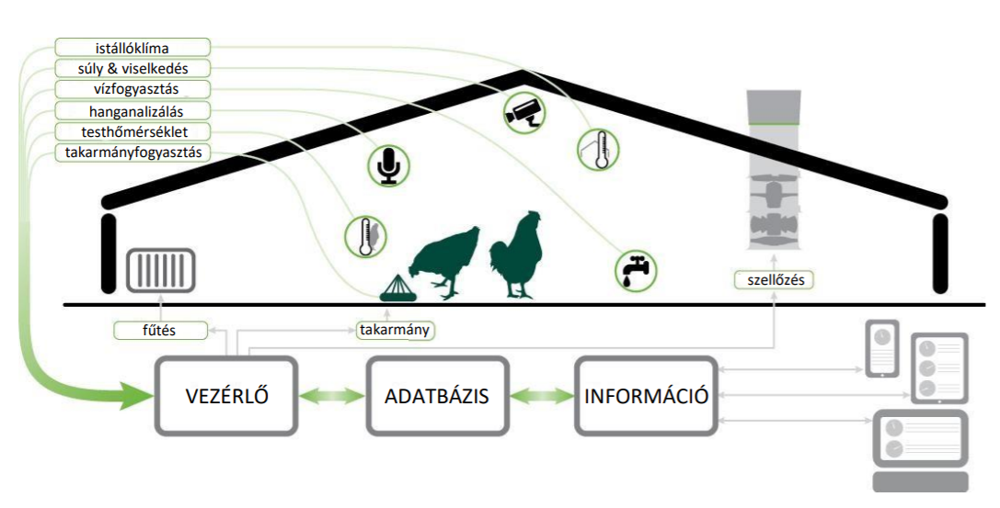 istállóklíma
súly & viselkedés
vízfogyasztás
hanganalizálás
testhőmérséklet
takarmányfogyasztás
szellőzés
fűtés
takarmány
VEZÉRLŐ
ADATBÁZIS
INFORMÁCIÓ